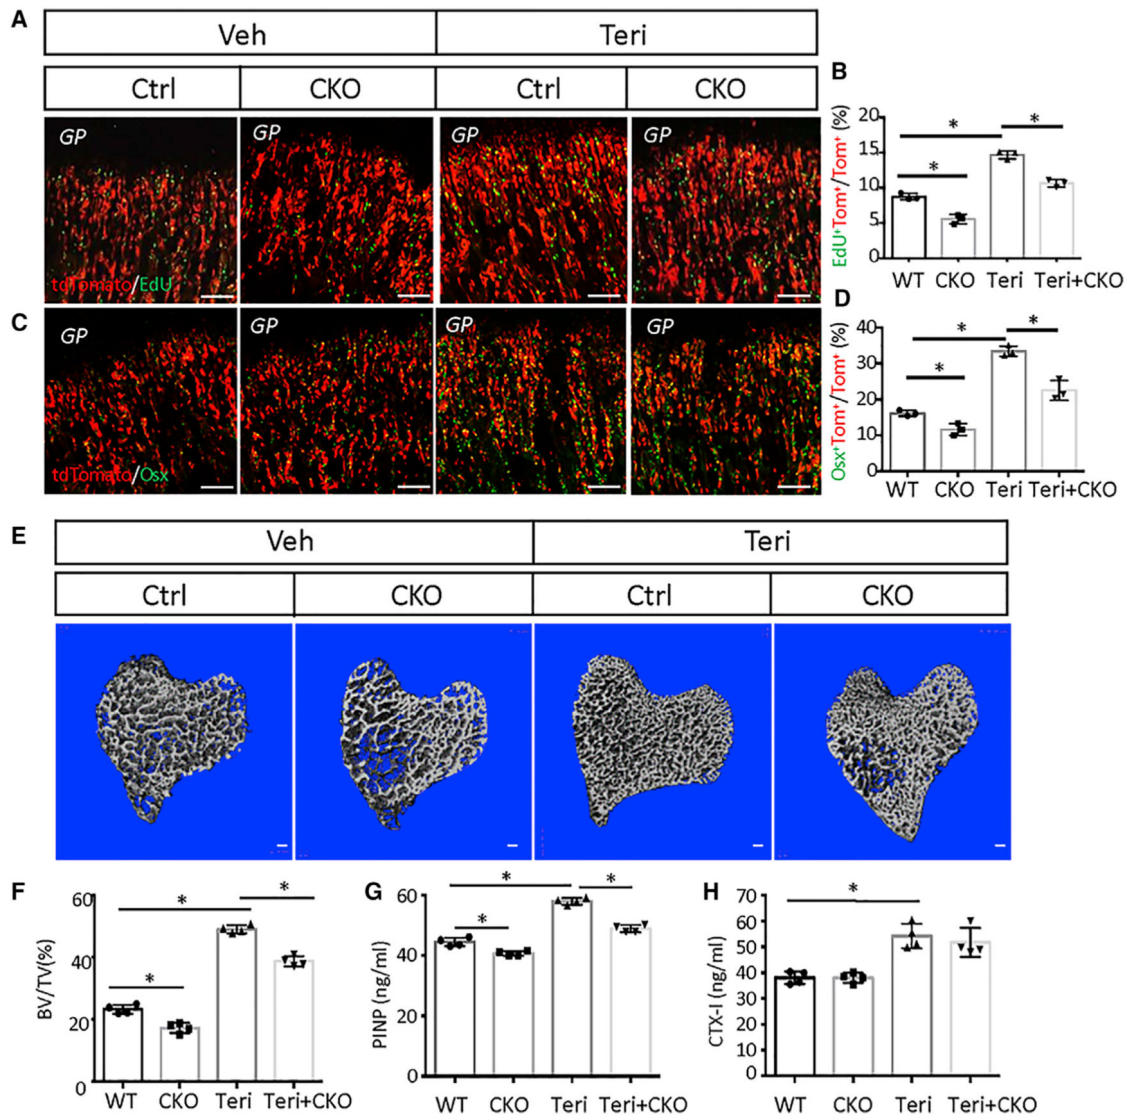 A
Veh Teri
Ctrl CKO Ctrl CKO
GP GP GP GP
tdTomato/EdU
B
EdU⁺Tom⁺/Tom⁺ (%)
20
15
10
5
0
WT CKO Teri Teri+CKO
* * *
C
GP GP GP GP
tdTomato/Osx
D
Osx⁺Tom⁺/Tom⁺ (%)
40
30
20
10
0
WT CKO Teri Teri+CKO
* * *
E
Veh Teri
Ctrl CKO Ctrl CKO
F
BV/TV(%)
60
40
20
0
WT CKO Teri Teri+CKO
* * *
G
PINP (ng/ml)
60
40
20
0
WT CKO Teri Teri+CKO
* * *
H
CTX-I (ng/ml)
70
60
50
40
30
20
10
0
WT CKO Teri Teri+CKO
*